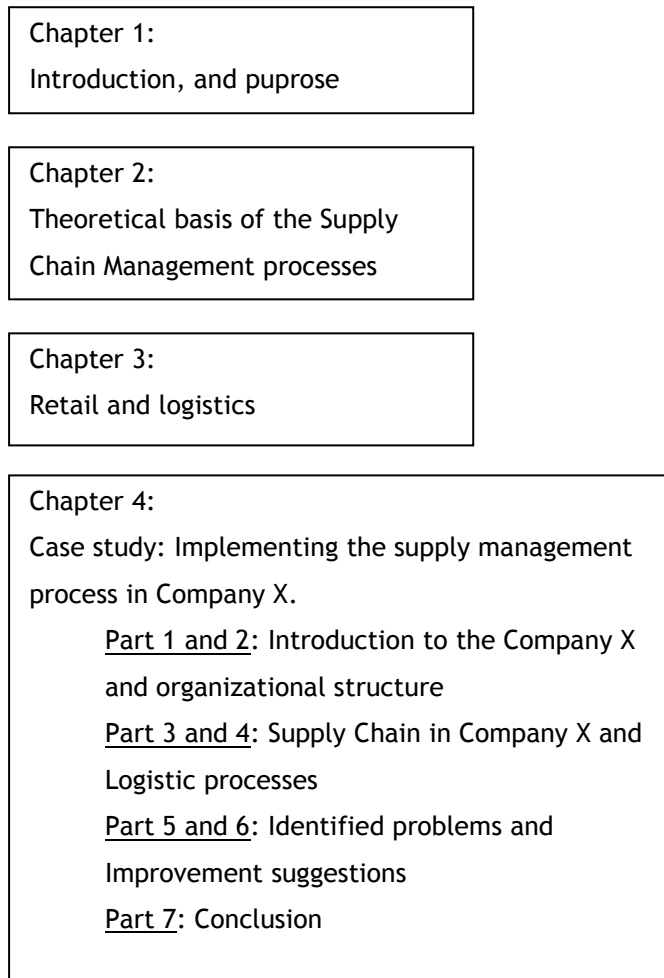 Chapter 1:
Introduction, and puprose
Chapter 2:
Theoretical basis of the Supply
Chain Management processes
Chapter 3:
Retail and logistics
Chapter 4:
Case study: Implementing the supply management
process in Company X.
Part 1 and 2: Introduction to the Company X
and organizational structure
Part 3 and 4: Supply Chain in Company X and
Logistic processes
Part 5 and 6: Identified problems and
Improvement suggestions
Part 7: Conclusion